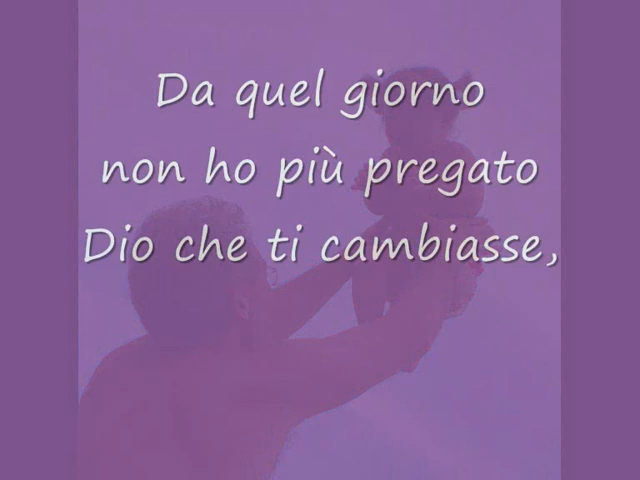 Da quel giorno
non ho più pregato
Dio che ti cambiasse,